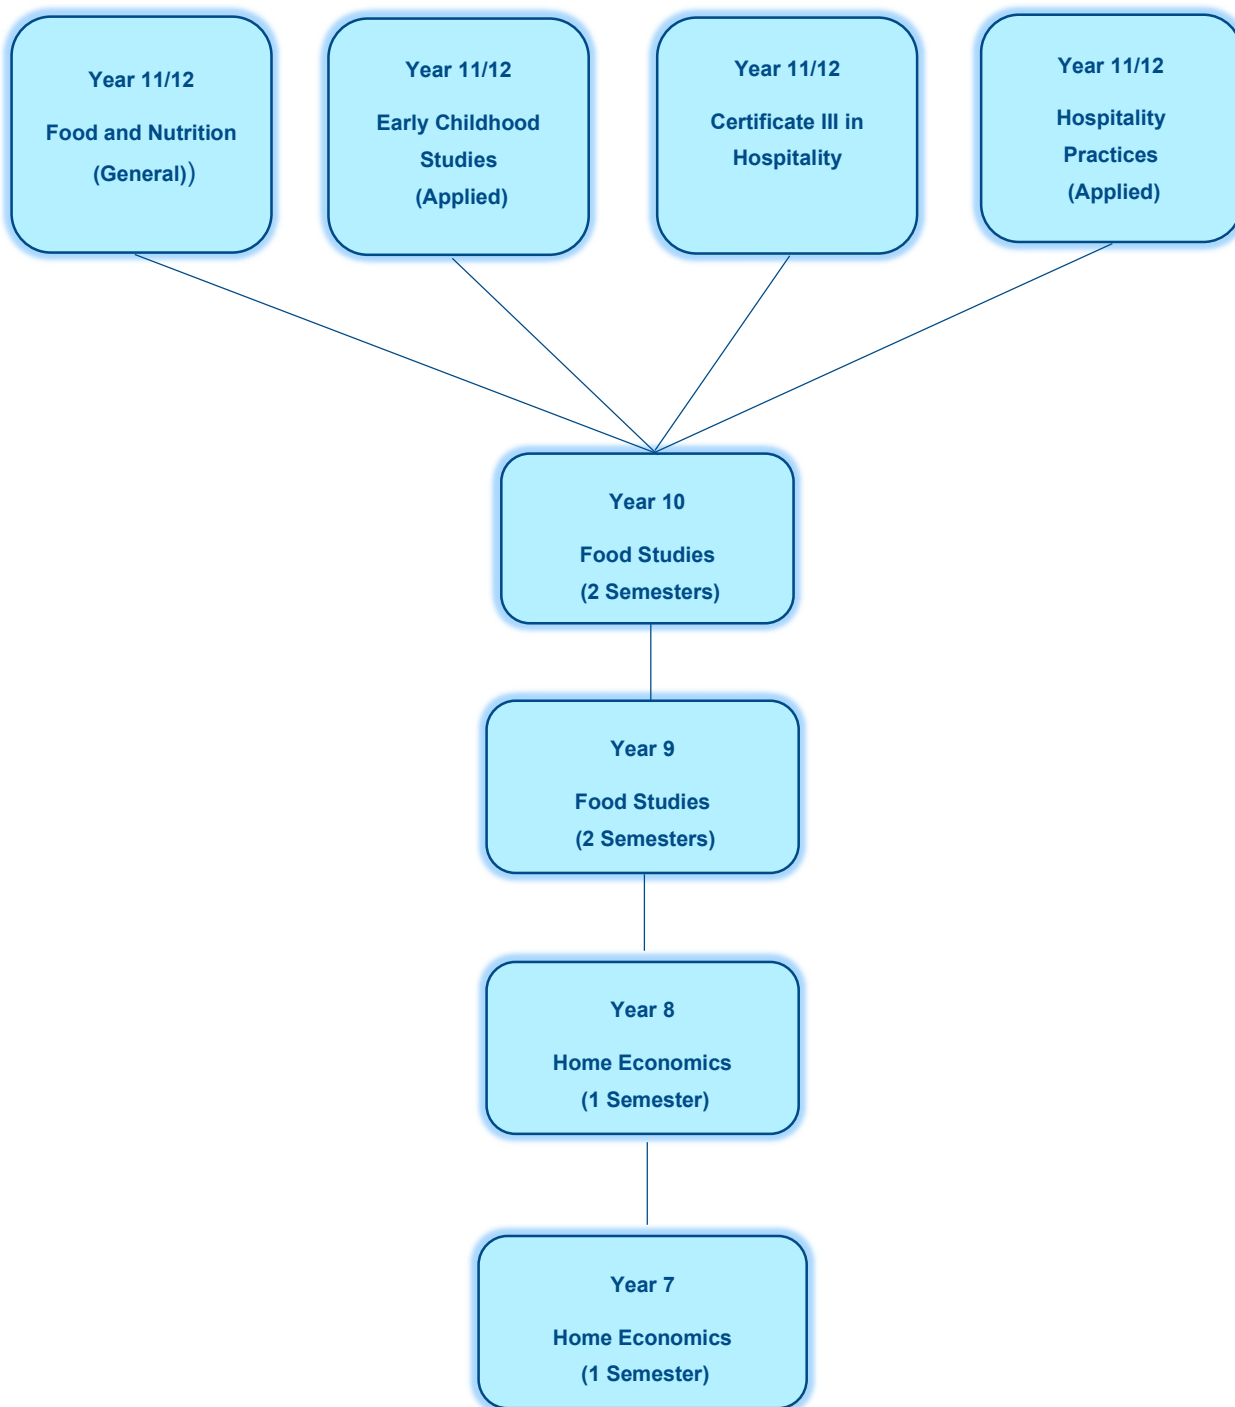 Year 11/12
Food and Nutrition
(General))
Year 11/12
Early Childhood
Studies
(Applied)
Year 11/12
Certificate III in
Hospitality
Year 11/12
Hospitality
Practices
(Applied)
Year 10
Food Studies
(2 Semesters)
Year 9
Food Studies
(2 Semesters)
Year 8
Home Economics
(1 Semester)
Year 7
Home Economics
(1 Semester)